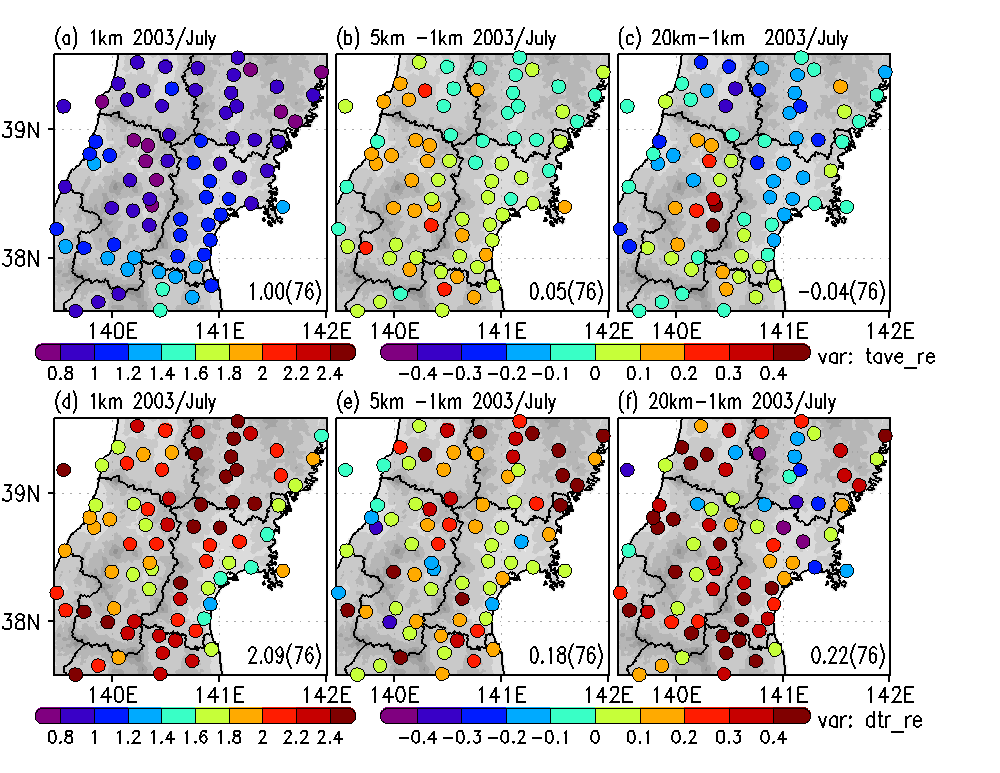 (a) 1km 2003/July
(b) 5km -1km 2003/July
(c) 20km-1km 2003/July
39N
38N
1.00(76)
0.05(76)
-0.04(76)
140E 141E 142E
140E 141E 142E
140E 141E 142E
0.8 1 1.2 1.4 1.6 1.8 2 2.2 2.4
-0.4 -0.3 -0.2 -0.1 0 0.1 0.2 0.3 0.4
var: tave_re
(d) 1km 2003/July
(e) 5km -1km 2003/July
(f) 20km-1km 2003/July
39N
38N
2.09(76)
0.18(76)
0.22(76)
140E 141E 142E
140E 141E 142E
140E 141E 142E
0.8 1 1.2 1.4 1.6 1.8 2 2.2 2.4
-0.4 -0.3 -0.2 -0.1 0 0.1 0.2 0.3 0.4
var: dtr_re